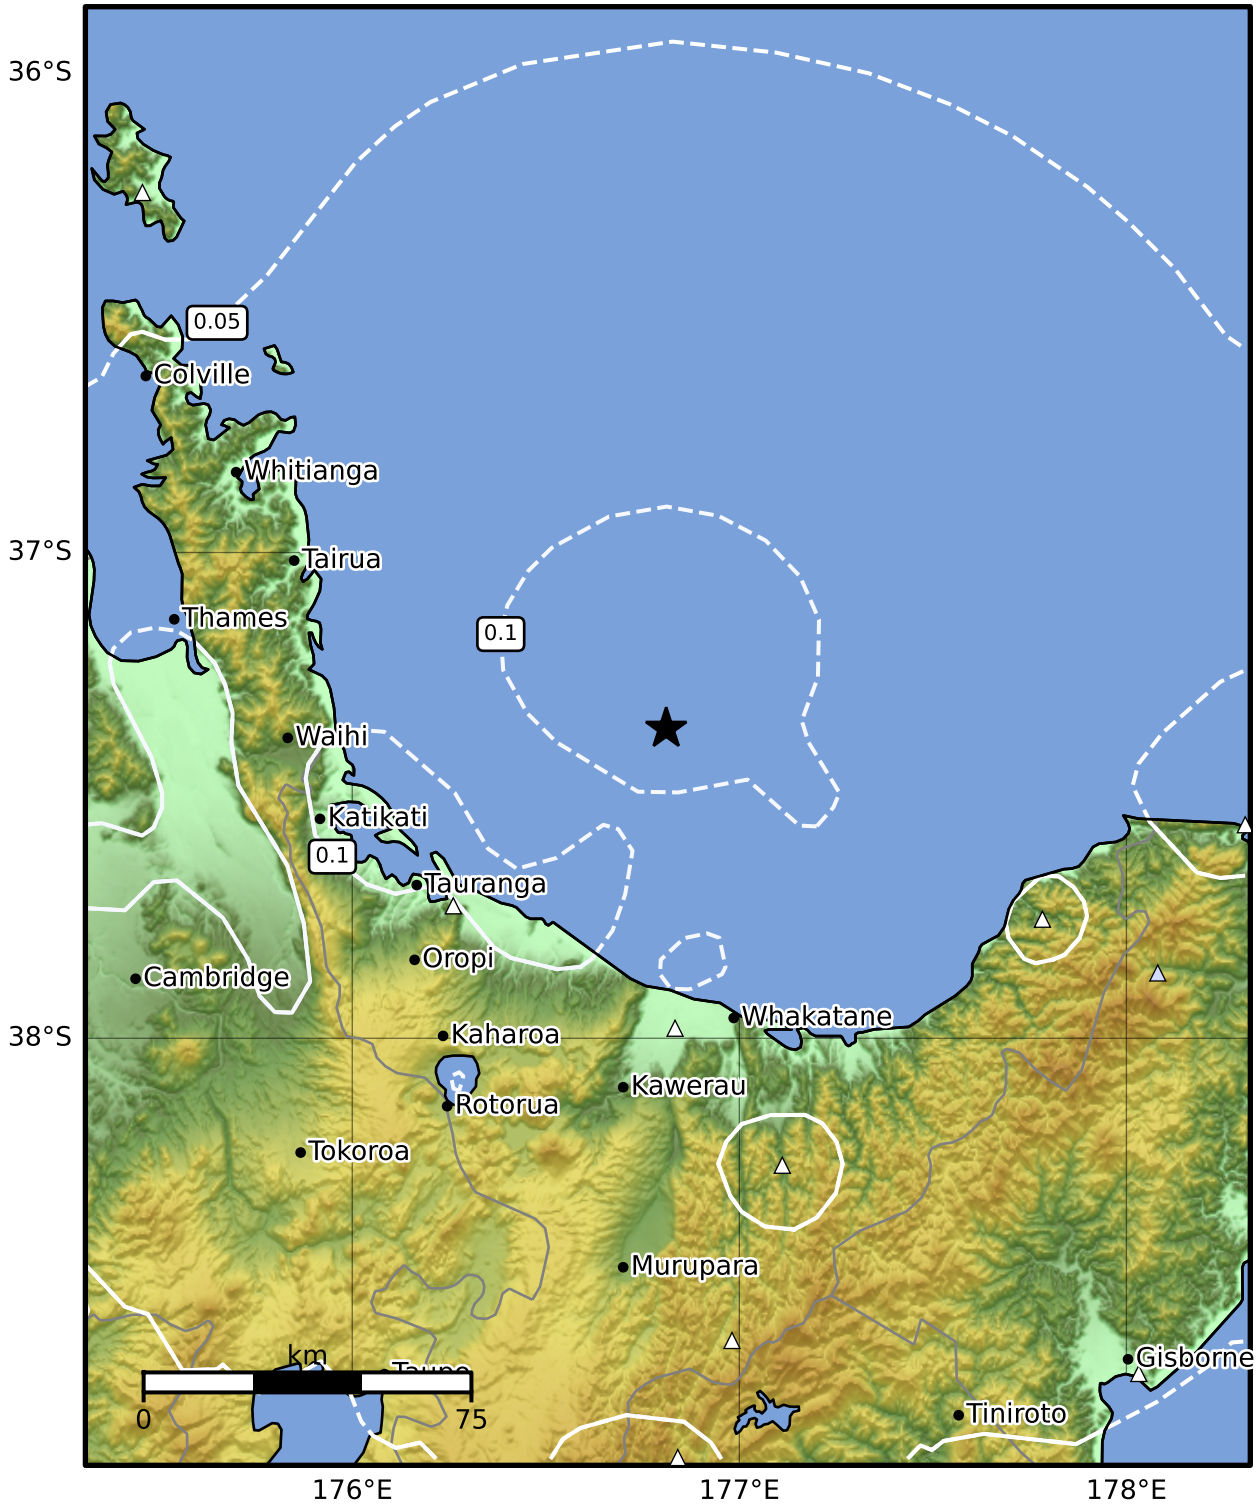 36°S
0.05
Colville
Whitianga
37°S
Tairua
Thames
0.1
Waihi
Katikati
0.1
Tauranga
Oropi
Cambridge
Whakatane
38°S
Kaharoa
Kawerau
Rotorua
Tokoroa
Murupara
km
Gisborne
Taupo
0
75
Tiniroto
176°E
177°E
178°E